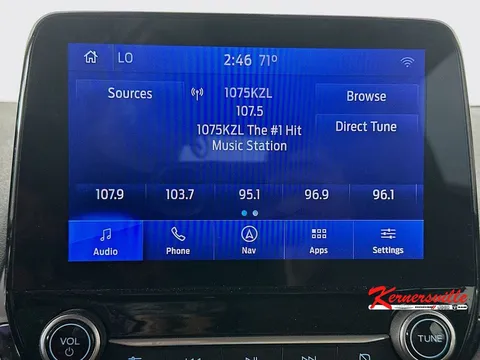 LO 2:46 71°
Sources 1075KZL Browse
107.5
1075KZL The #1 Hit Direct Tune
Music Station
107.9 103.7 95.1 96.9 96.1
Audio Phone Nav Apps Settings
Kernersville
VOL TUNE